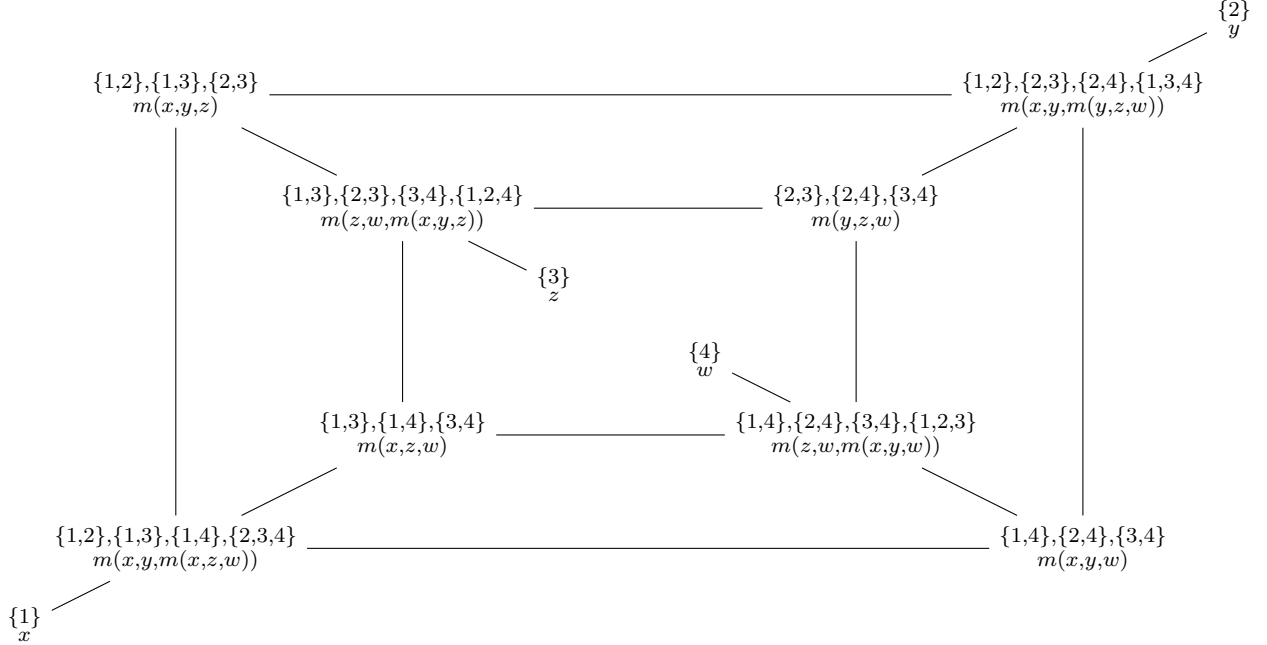 {2}
y
{1,2},{1,3},{2,3}
m(x,y,z)
{1,2},{2,3},{2,4},{1,3,4}
m(x,y,m(y,z,w))
{1,3},{2,3},{3,4},{1,2,4}
m(z,w,m(x,y,z))
{2,3},{2,4},{3,4}
m(y,z,w)
{3}
z
{4}
w
{1,3},{1,4},{3,4}
m(x,z,w)
{1,4},{2,4},{3,4},{1,2,3}
m(z,w,m(x,y,w))
{1,2},{1,3},{1,4},{2,3,4}
m(x,y,m(x,z,w))
{1,4},{2,4},{3,4}
m(x,y,w)
{1}
x